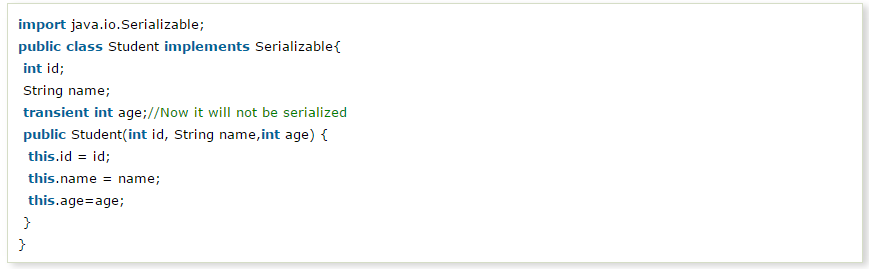 import java.io.Serializable;
public class Student implements Serializable{
 int id;
 String name;
 transient int age;//Now it will not be serialized
 public Student(int id, String name,int age) {
  this.id = id;
  this.name = name;
  this.age=age;
 }
}